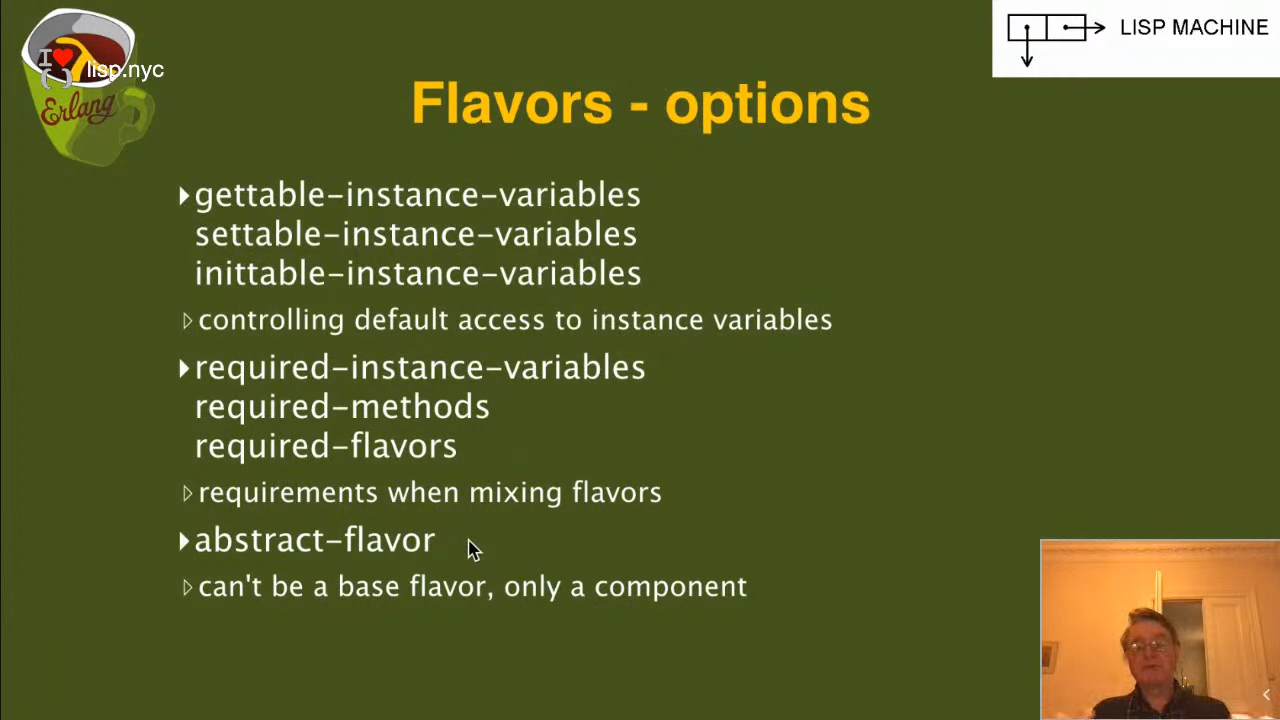 I ❤ () lisp.nyc
Erlang
LISP MACHINE
Flavors - options
gettable-instance-variables
settable-instance-variables
inittable-instance-variables
controlling default access to instance variables
required-instance-variables
required-methods
required-flavors
requirements when mixing flavors
abstract-flavor
can't be a base flavor, only a component